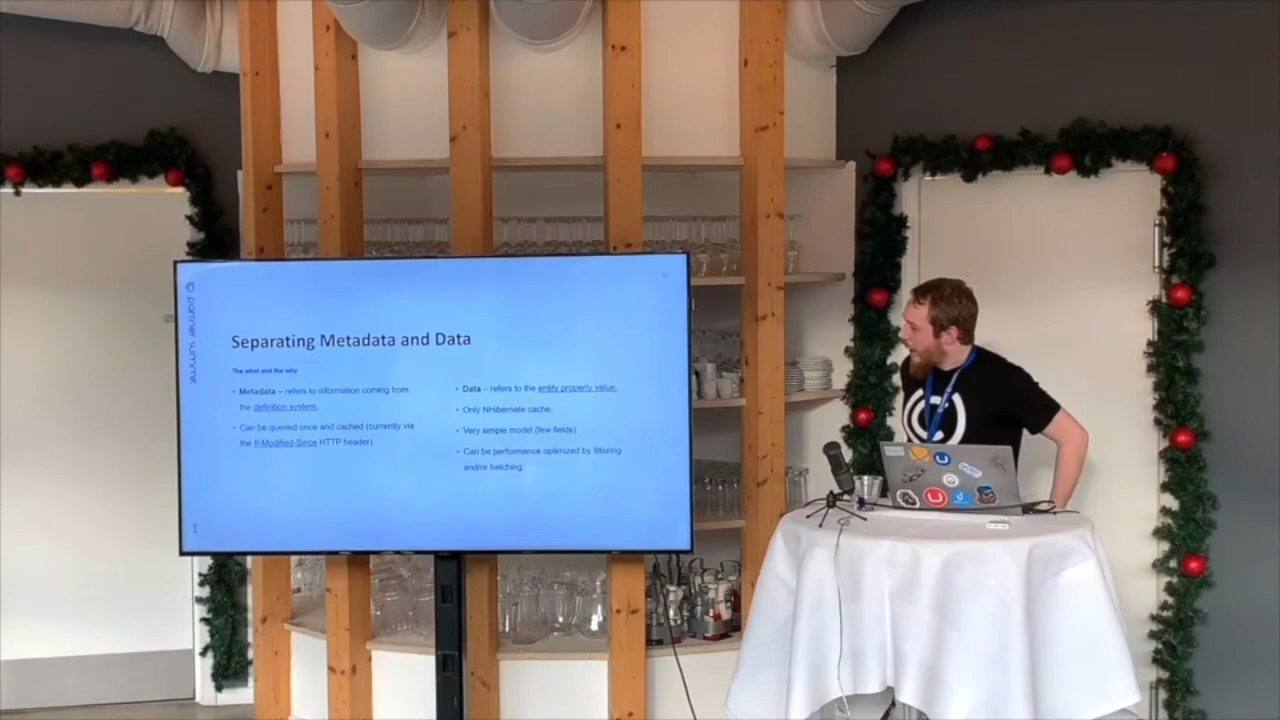 partner summit
Separating Metadata and Data
The what and the why
• Metadata – refers to information coming from
the definition system.
• Can be queried once and cached (currently via
the If-Modified-Since HTTP header)
• Data – refers to the entity property value.
• Only NHibernate cache.
• Very simple model (few fields)
• Can be performance optimized by filtering
and/or batching.